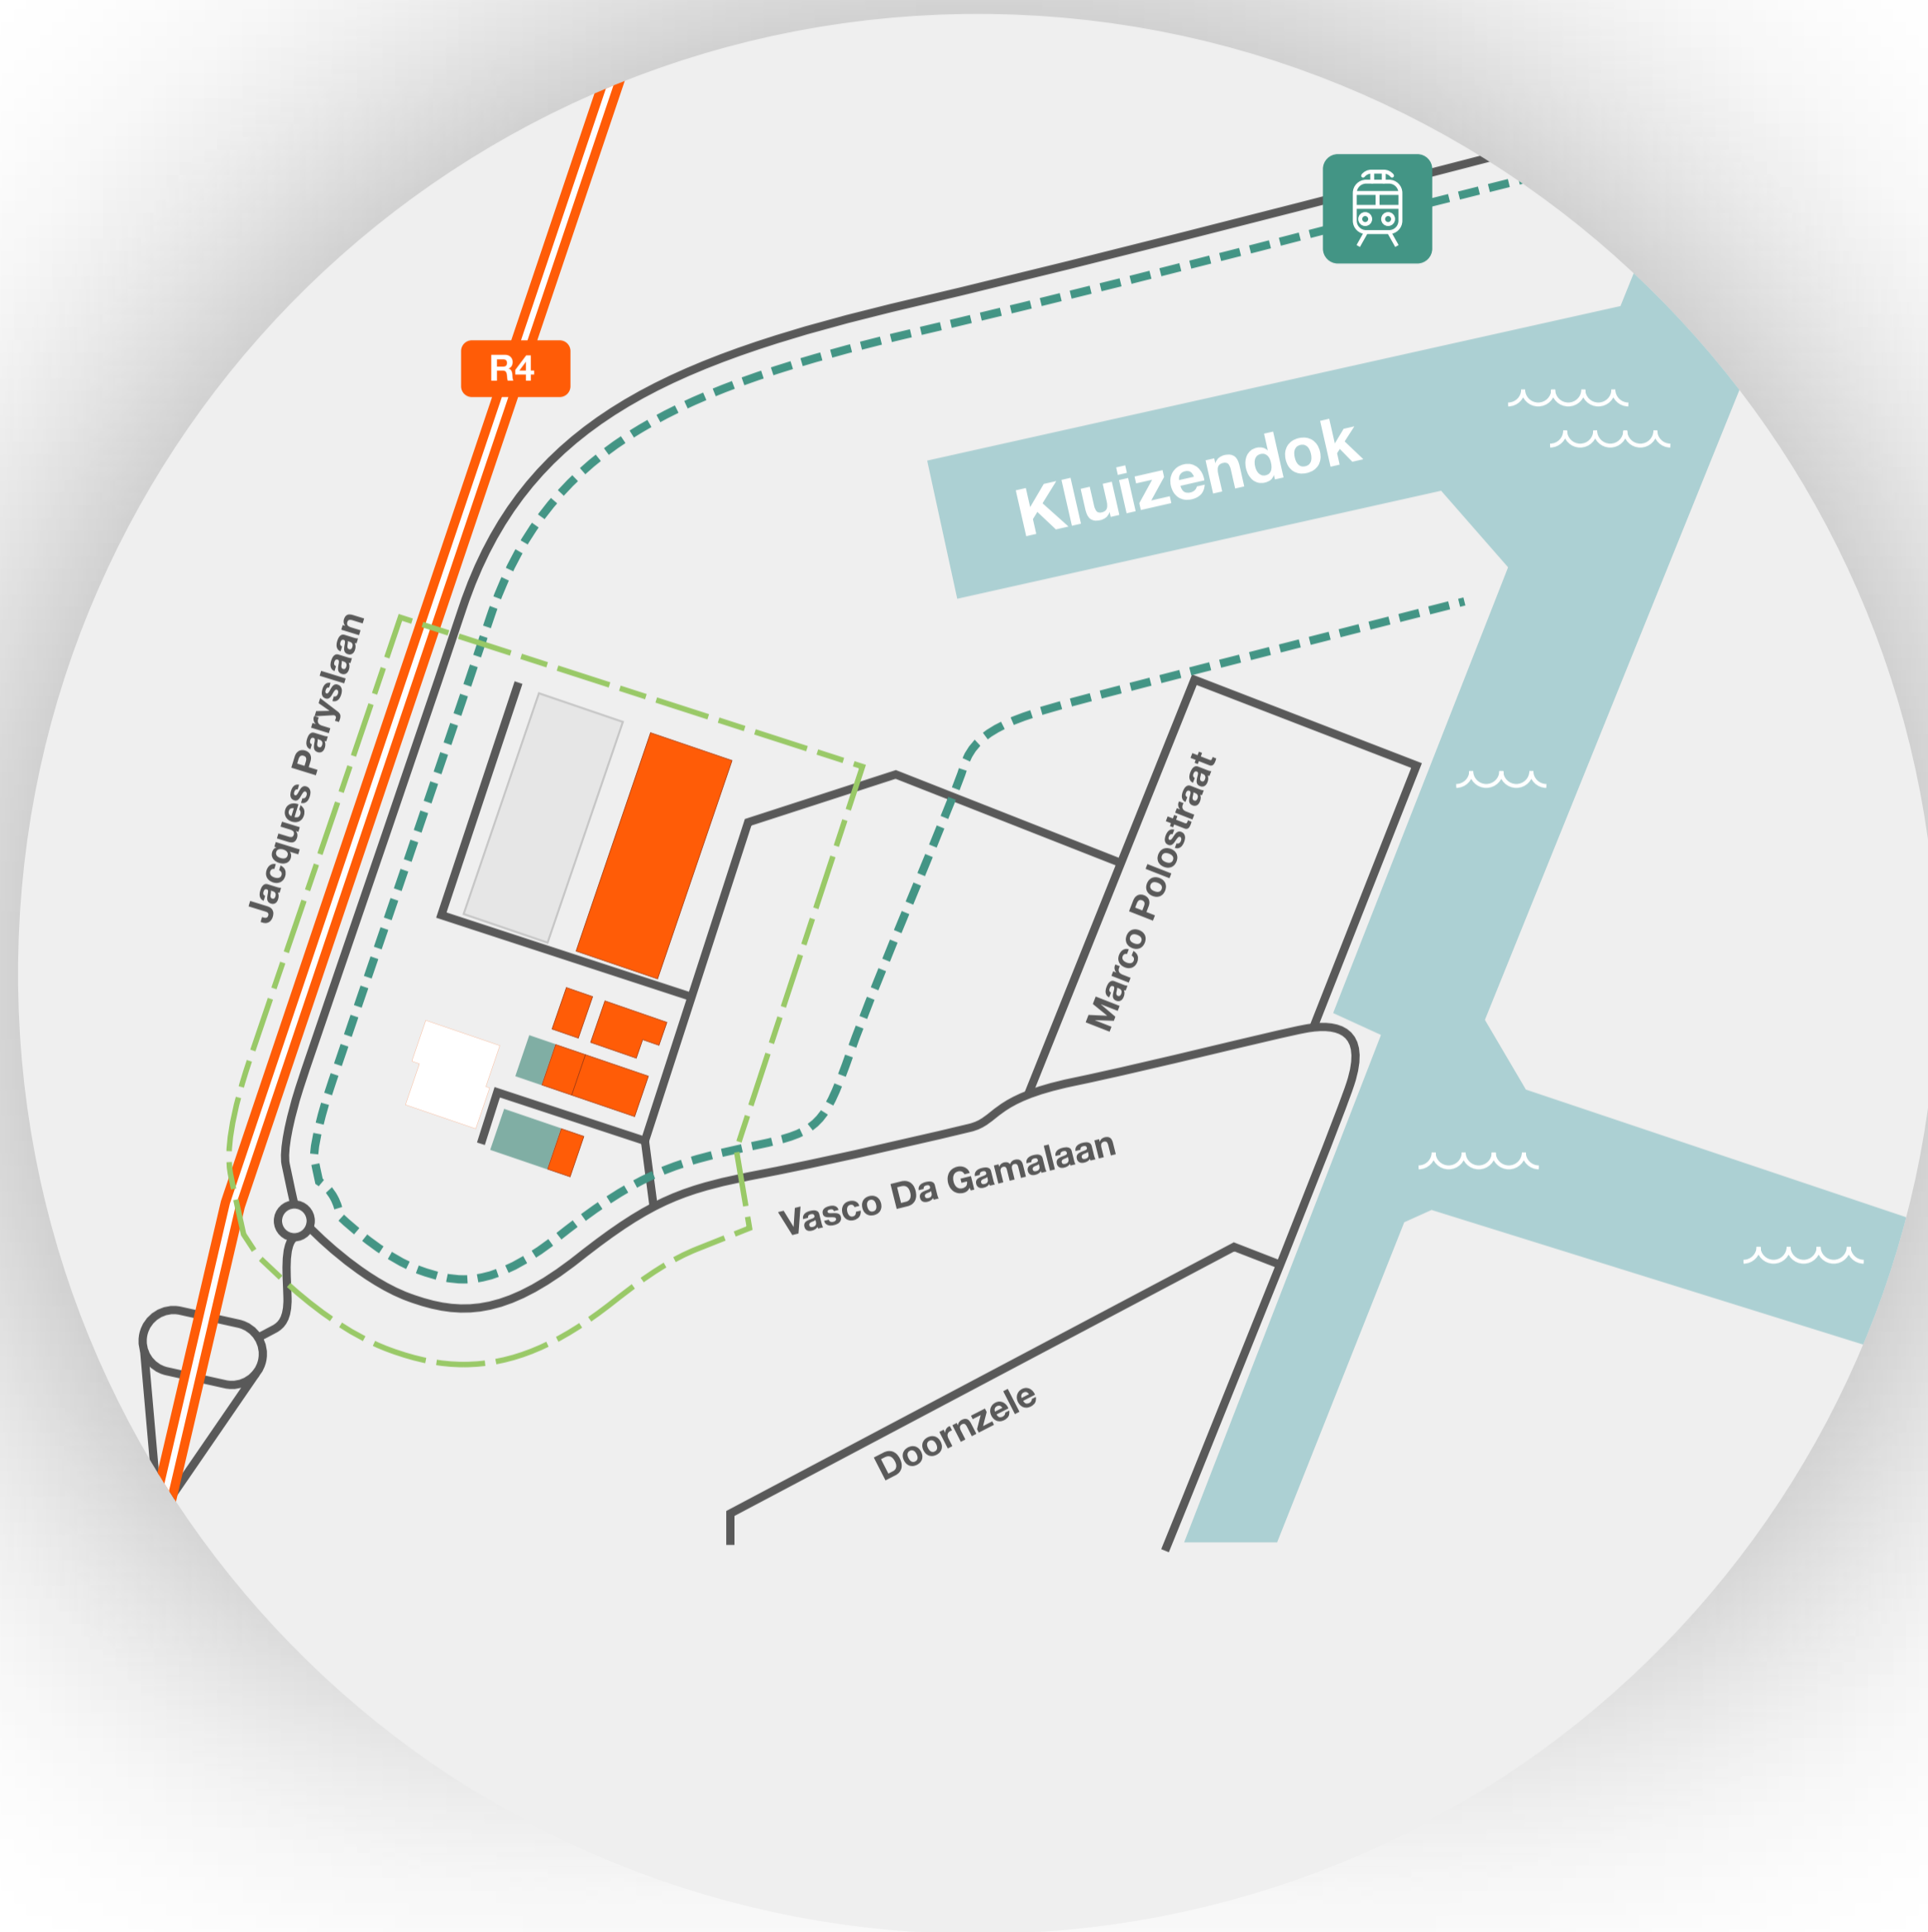 R4
Kluizendok
Jacques Paryslaan
Marco Polostraat
Vasco Da Gamalaan
Doornzele